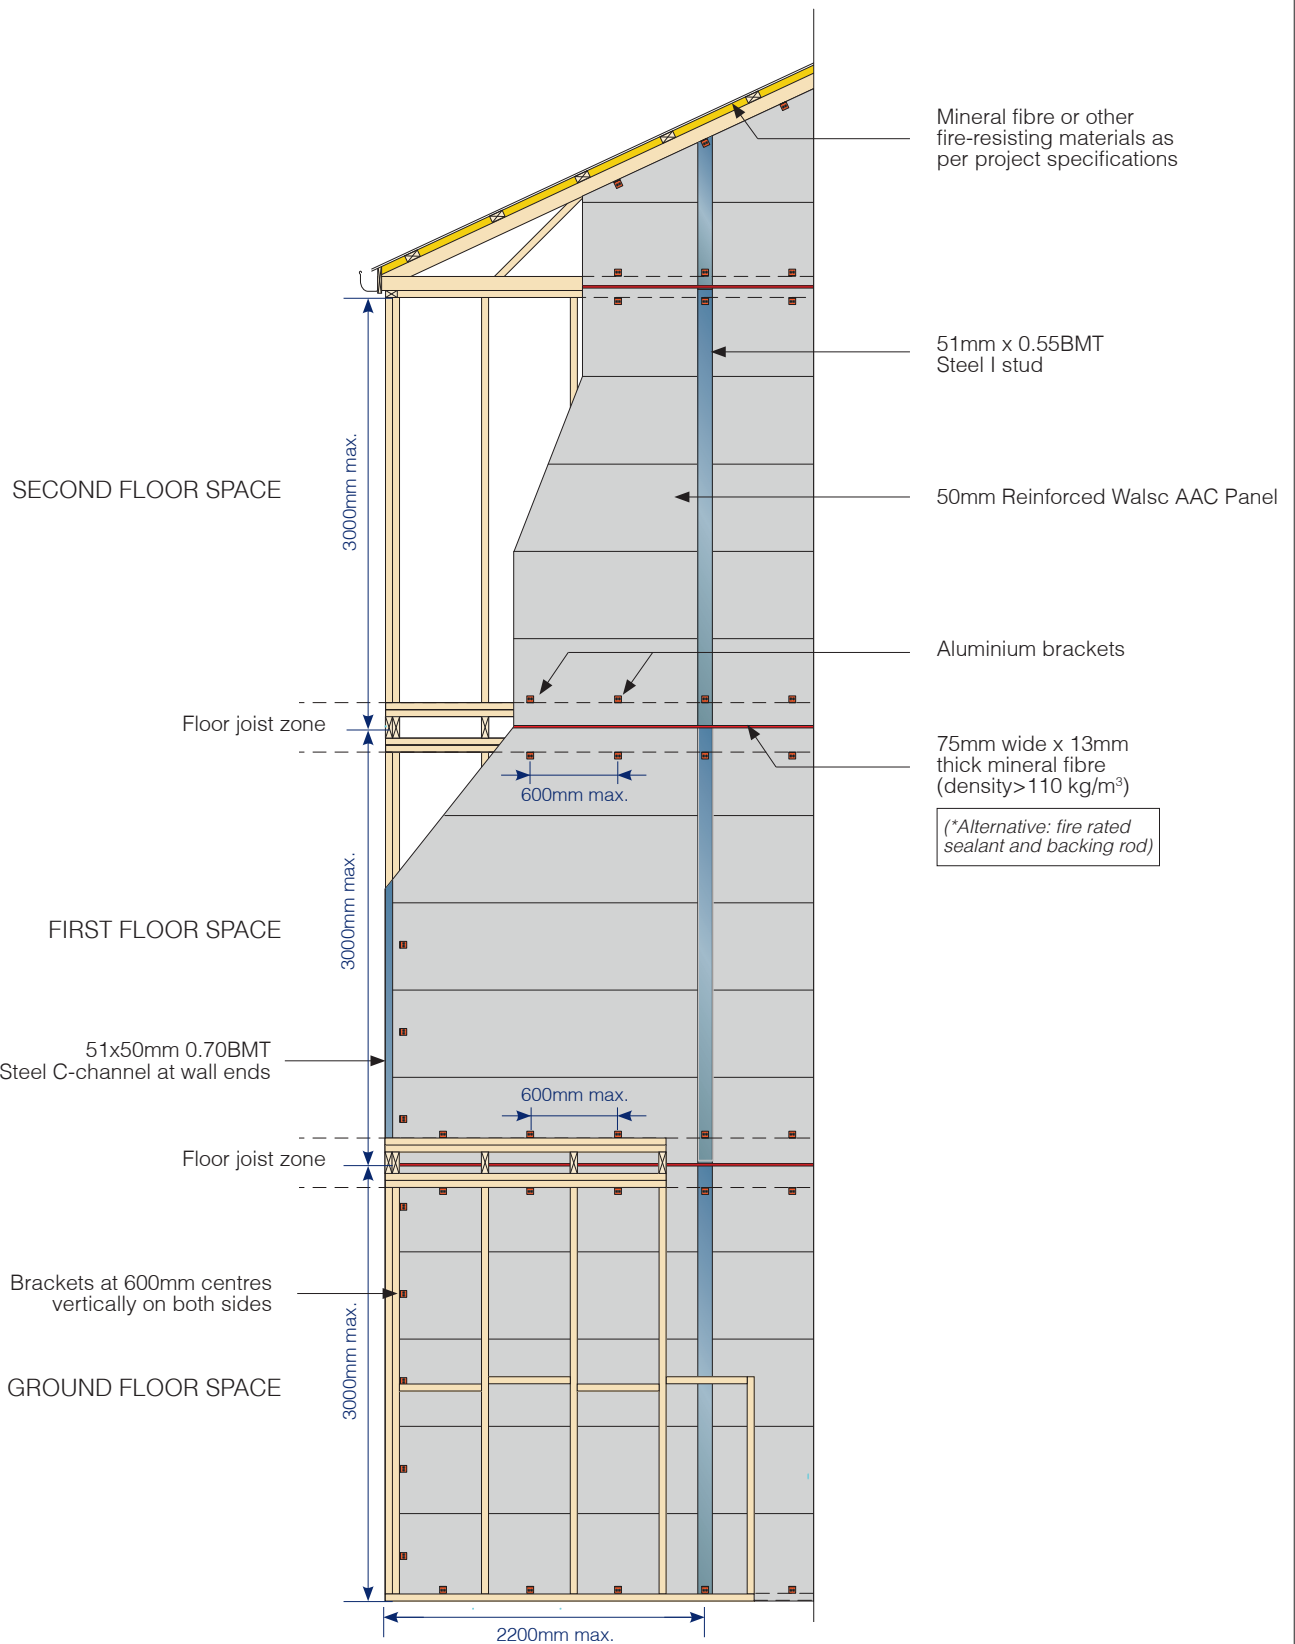 Mineral fibre or other
fire-resisting materials as
per project specifications
51mm x 0.55BMT
Steel I stud
3000mm max.
SECOND FLOOR SPACE
50mm Reinforced Walsc AAC Panel
Aluminium brackets
Floor joist zone
75mm wide x 13mm
thick mineral fibre
(density>110 kg/m³)
600mm max.
(*Alternative: fire rated
sealant and backing rod)
3000mm max.
FIRST FLOOR SPACE
51x50mm 0.70BMT
Steel C-channel at wall ends
600mm max.
Floor joist zone
Brackets at 600mm centres
vertically on both sides
3000mm max.
GROUND FLOOR SPACE
2200mm max.